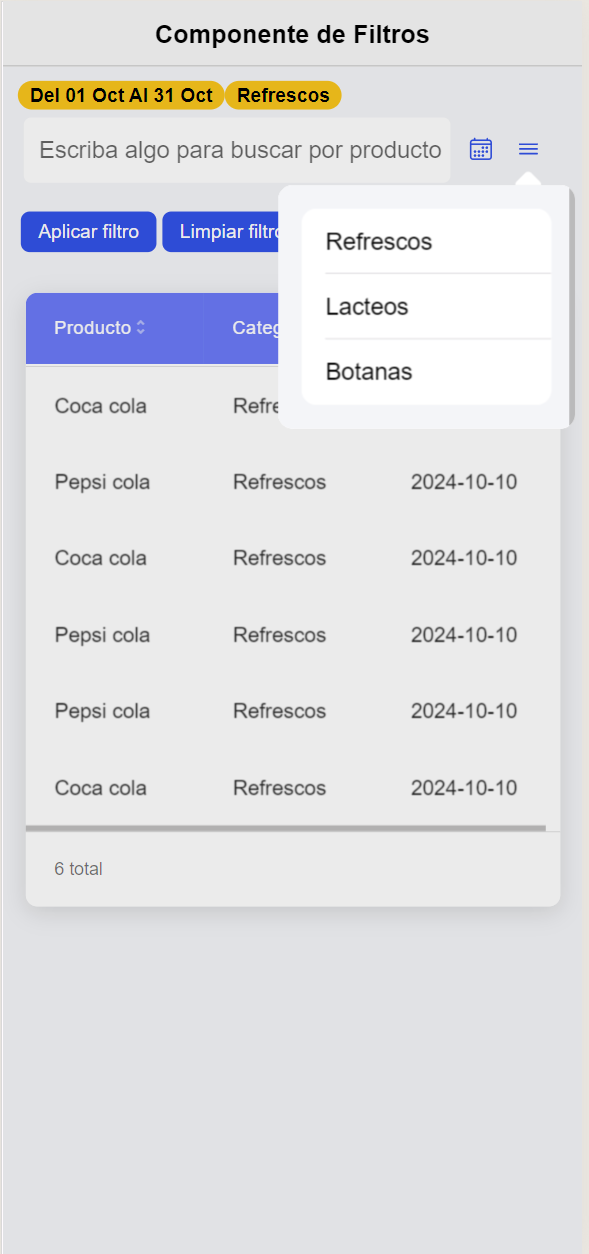 Componente de Filtros
Del 01 Oct Al 31 Oct Refrescos
Escriba algo para buscar por producto
Aplicar filtro Limpiar
Refrescos
Lacteos
Botanas
Producto
Coca cola
Pepsi cola Refrescos 2024-10-10
Coca cola Refrescos 2024-10-10
Pepsi cola Refrescos 2024-10-10
Pepsi cola Refrescos 2024-10-10
Coca cola Refrescos 2024-10-10
6 total